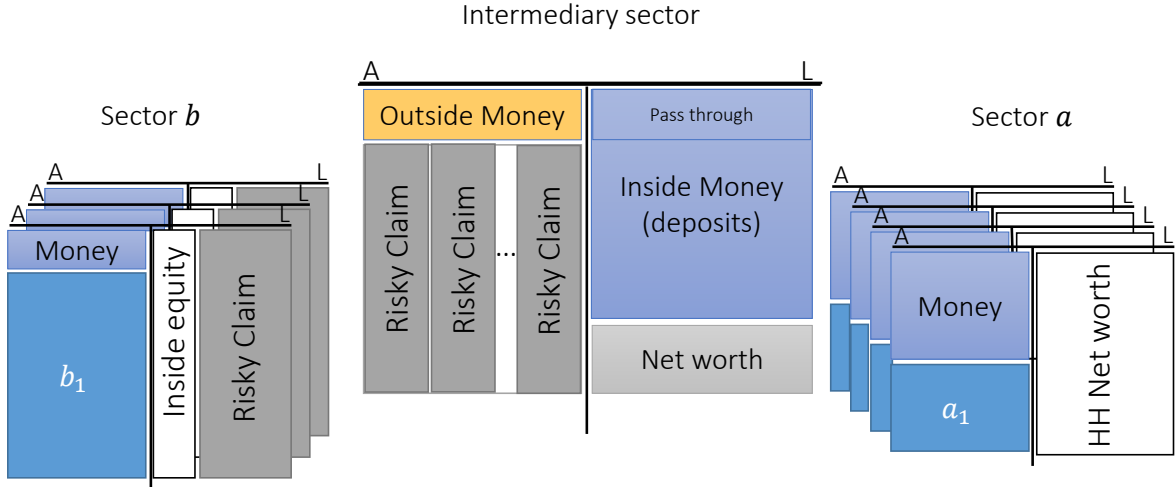 Intermediary sector
Sector b
A
L
A
L
A
L
Money
b₁
Inside equity
Risky Claim
A
L
Outside Money
Risky Claim
Risky Claim
...
Risky Claim
Pass through
Inside Money
(deposits)
Net worth
Sector a
A
L
A
L
A
L
A
L
Money
a₁
HH Net worth